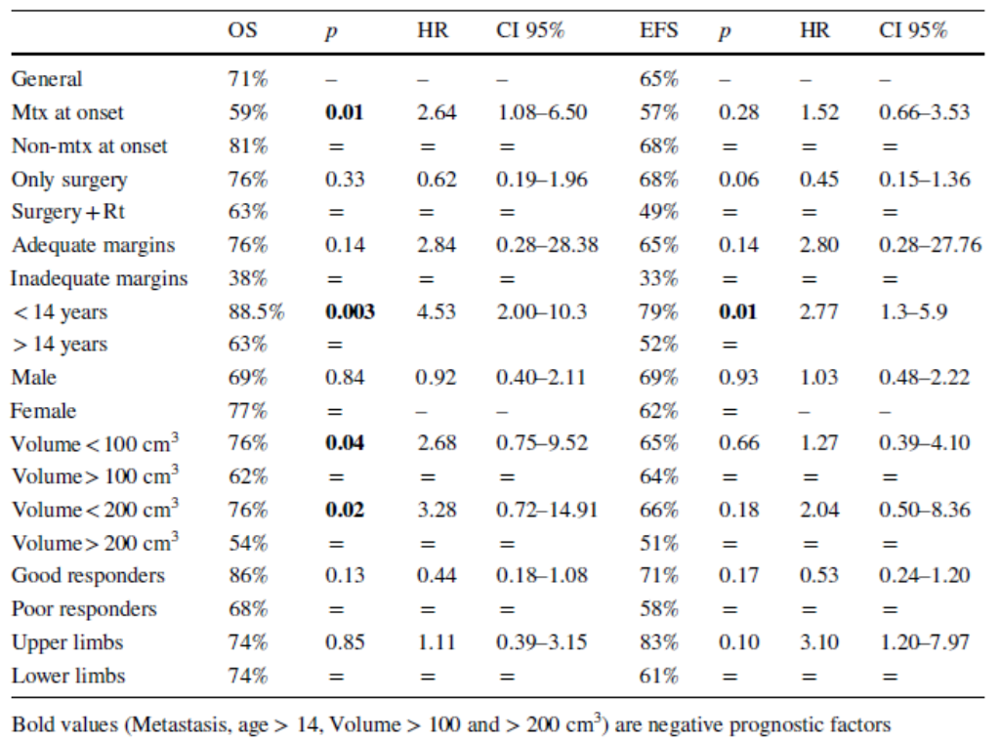 OS p HR CI 95% EFS p HR CI 95%
General 71% – – – 65% – – –
Mtx at onset 59% 0.01 2.64 1.08–6.50 57% 0.28 1.52 0.66–3.53
Non-mtx at onset 81% = = = 68% = = =
Only surgery 76% 0.33 0.62 0.19–1.96 68% 0.06 0.45 0.15–1.36
Surgery + Rt 63% = = = 49% = = =
Adequate margins 76% 0.14 2.84 0.28–28.38 65% 0.14 2.80 0.28–27.76
Inadequate margins 38% = = = 33% = = =
< 14 years 88.5% 0.003 4.53 2.00–10.3 79% 0.01 2.77 1.3–5.9
> 14 years 63% = 52% =
Male 69% 0.84 0.92 0.40–2.11 69% 0.93 1.03 0.48–2.22
Female 77% = – – 62% = – –
Volume < 100 cm³ 76% 0.04 2.68 0.75–9.52 65% 0.66 1.27 0.39–4.10
Volume > 100 cm³ 62% = = = 64% = = =
Volume < 200 cm³ 76% 0.02 3.28 0.72–14.91 66% 0.18 2.04 0.50–8.36
Volume > 200 cm³ 54% = = = 51% = = =
Good responders 86% 0.13 0.44 0.18–1.08 71% 0.17 0.53 0.24–1.20
Poor responders 68% = = = 58% = = =
Upper limbs 74% 0.85 1.11 0.39–3.15 83% 0.10 3.10 1.20–7.97
Lower limbs 74% = = = 61% = = =
Bold values (Metastasis, age > 14, Volume > 100 and > 200 cm³) are negative prognostic factors